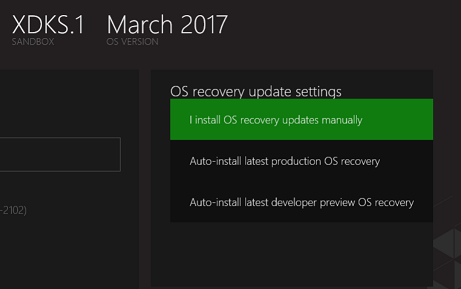 XDKS.1 March 2017
SANDBOX OS VERSION
OS recovery update settings
I install OS recovery updates manually
Auto-install latest production OS recovery
-2102)
Auto-install latest developer preview OS recovery